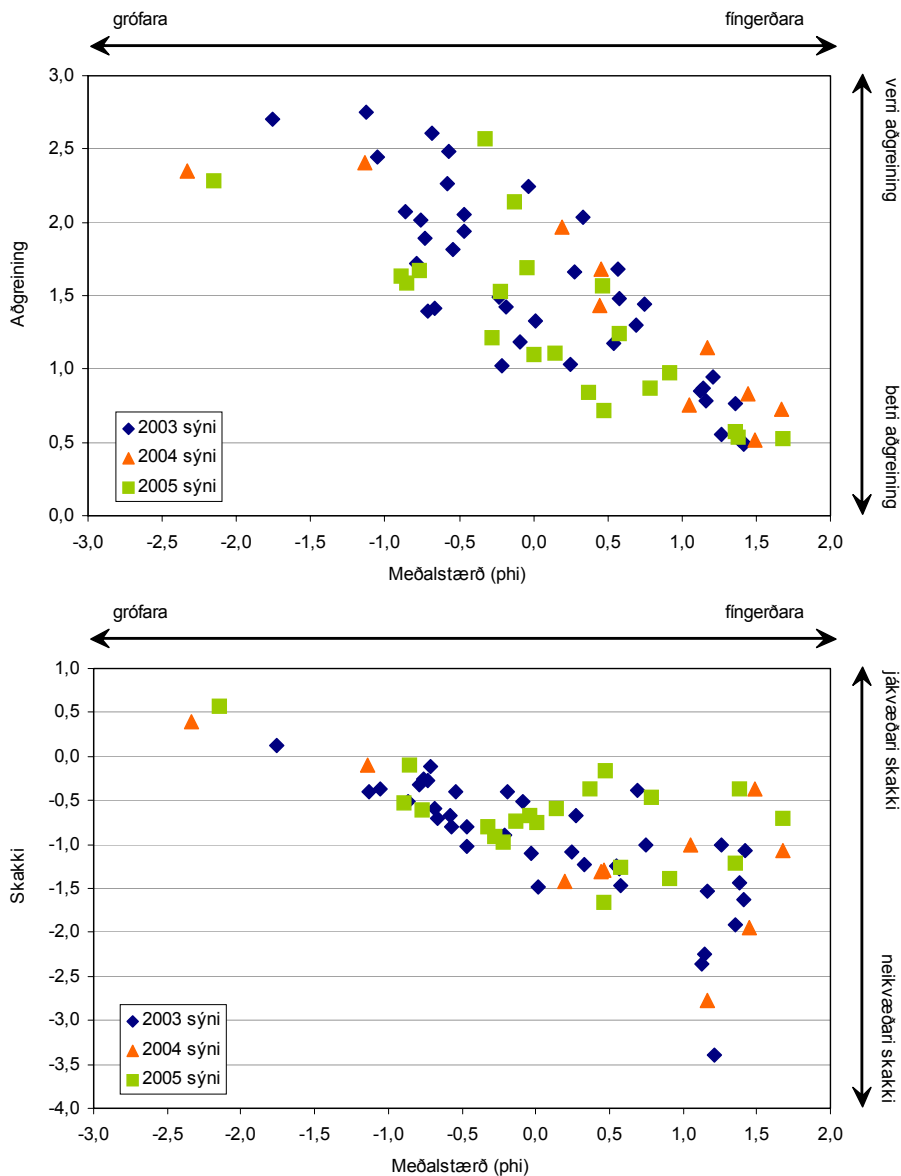 grófara fíngerðara
3,0
2,5
2,0
1,5
1,0
0,5
0,0
-3,0 -2,5 -2,0 -1,5 -1,0 -0,5 0,0 0,5 1,0 1,5 2,0
Aðgreining
Meðalstærð (phi)
2003 sýni
2004 sýni
2005 sýni
verri aðgreining
betri aðgreining
grófara fíngerðara
1,0
0,5
0,0
-0,5
-1,0
-1,5
-2,0
-2,5
-3,0
-3,5
-4,0
-3,0 -2,5 -2,0 -1,5 -1,0 -0,5 0,0 0,5 1,0 1,5 2,0
Skakki
Meðalstærð (phi)
2003 sýni
2004 sýni
2005 sýni
jákvæðari skakki
neikvæðari skakki